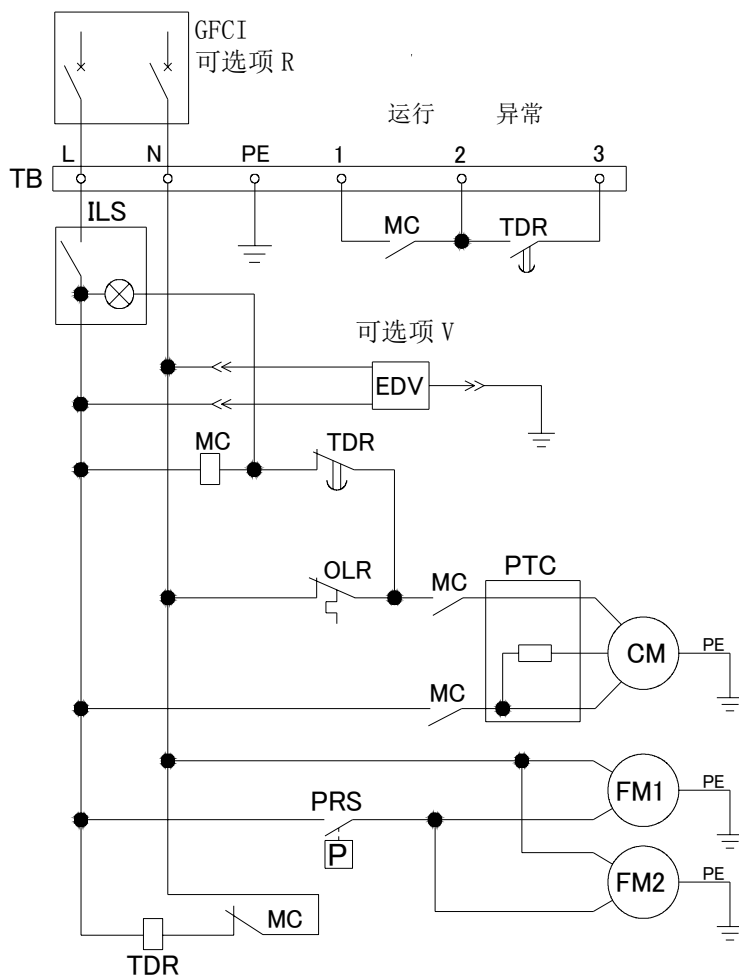 GFCI
可选项 R
运行 异常
L N PE 1 2 3
TB
ILS
MC TDR
可选项 V
EDV
MC TDR
OLR MC PTC
CM PE
MC
PRS
P
FM1 PE
FM2 PE
MC
TDR